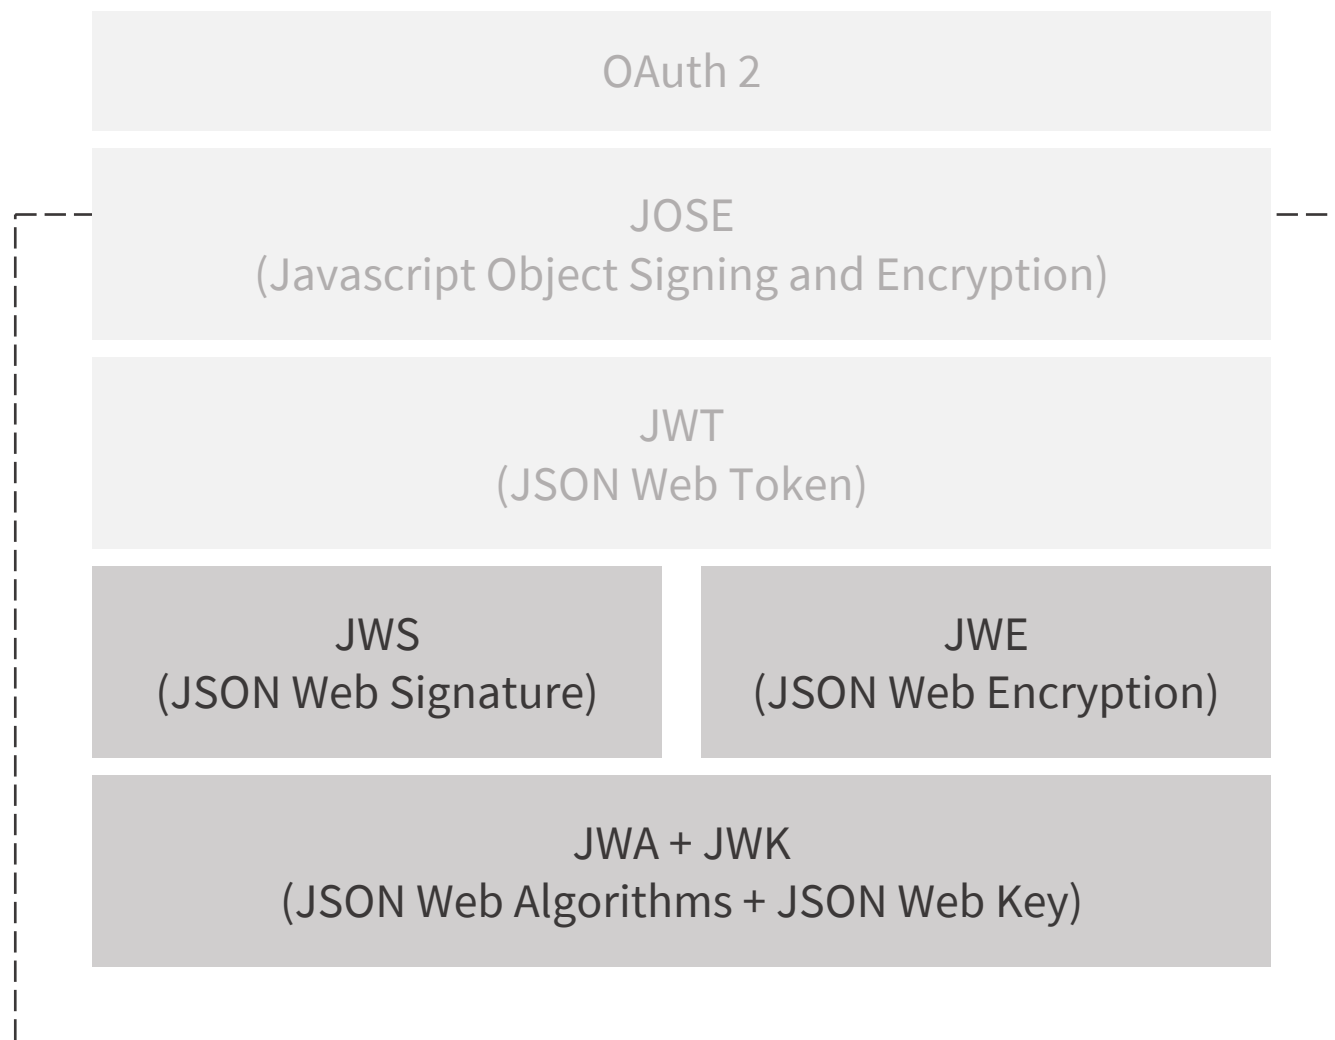 OAuth 2
JOSE
(Javascript Object Signing and Encryption)
JWT
(JSON Web Token)
JWS
(JSON Web Signature)
JWE
(JSON Web Encryption)
JWA + JWK
(JSON Web Algorithms + JSON Web Key)